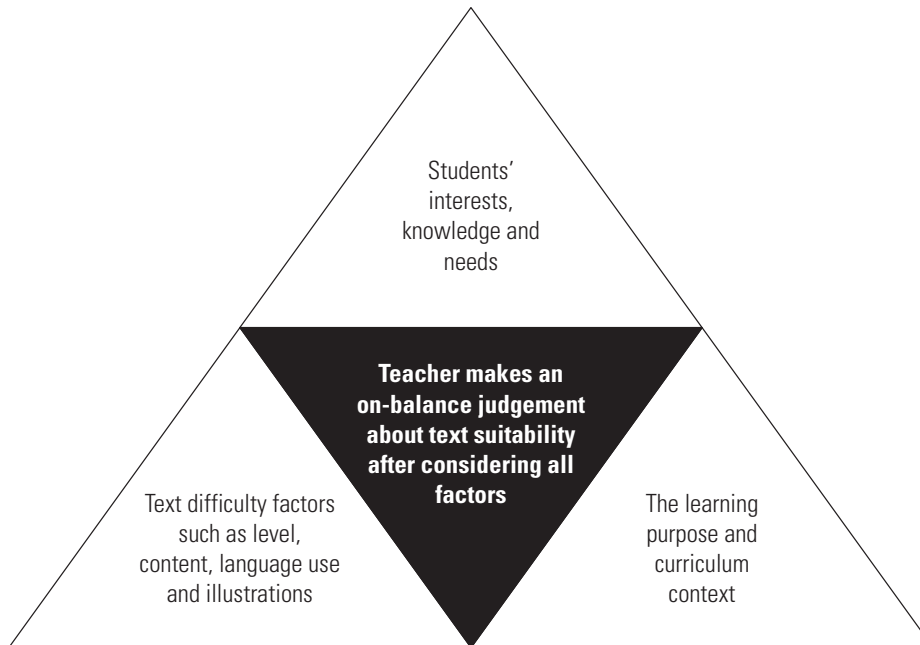 Students’
interests,
knowledge and
needs
Teacher makes an
on-balance judgement
about text suitability
after considering all
factors
Text difficulty factors
such as level,
content, language use
and illustrations
The learning
purpose and
curriculum
context